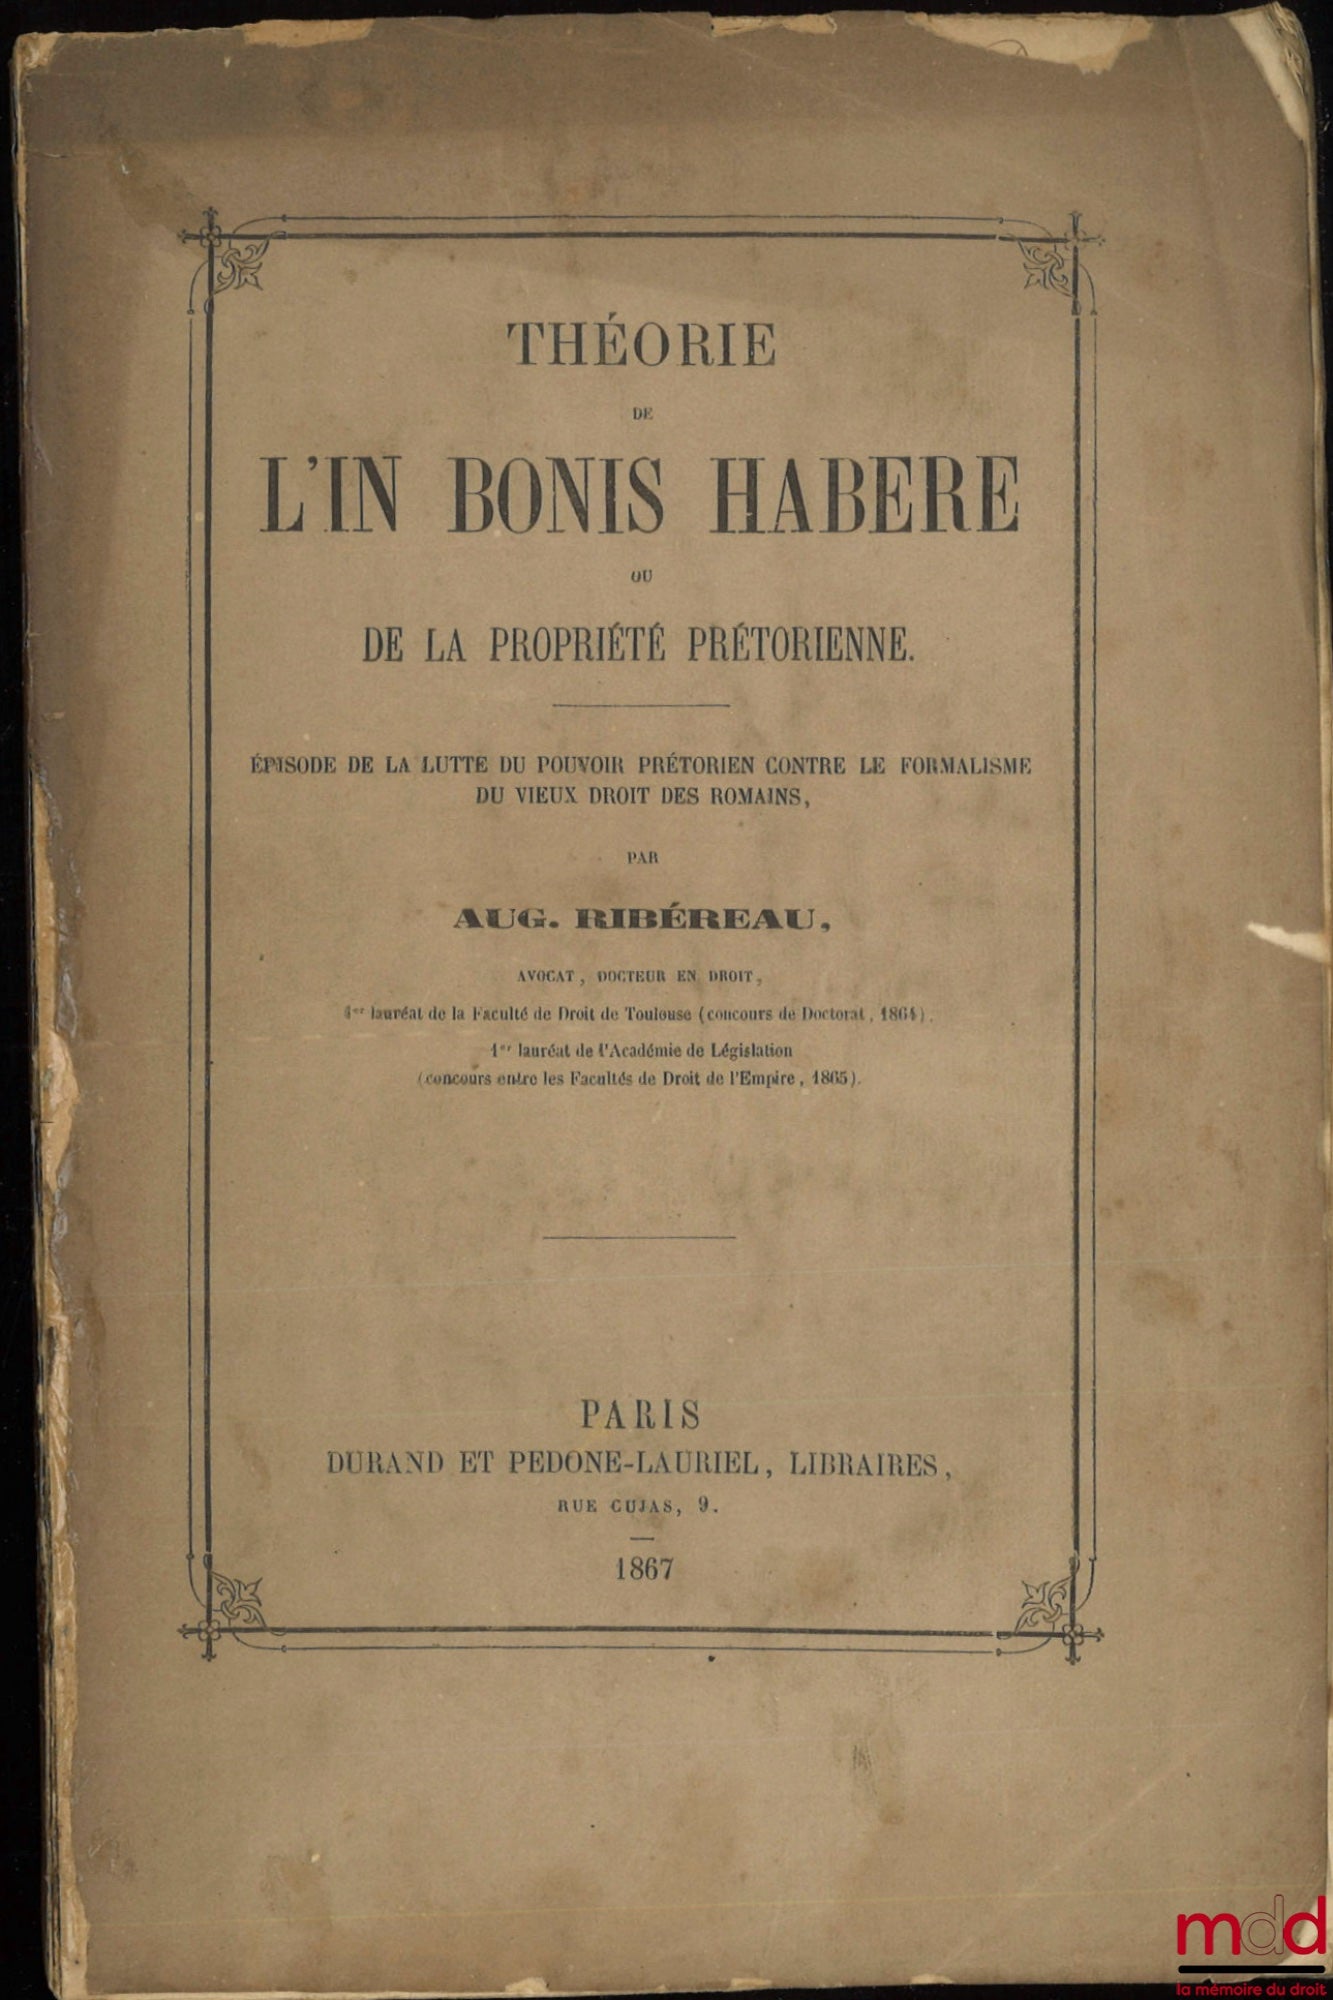 THÉORIE
DE
L'IN BONIS HABERE
OU
DE LA PROPRIÉTÉ PRÉTORIENNE.
ÉPISODE DE LA LUTTE DU POUVOIR PRÉTORIEN CONTRE LE FORMALISME
DU VIEUX DROIT DES ROMAINS,
PAR
AUG. RIBÉREAU,
AVOCAT, DOCTEUR EN DROIT,
1er lauréat de la Faculté de Droit de Toulouse (concours de Doctorat, 1864).
1er lauréat de l'Académie de Législation
(concours entre les Facultés de Droit de l'Empire, 1865).
PARIS
DURAND ET PEDONE-LAURIEL, LIBRAIRES,
RUE CUJAS, 9.
1867
mdd
la mémoire du droit